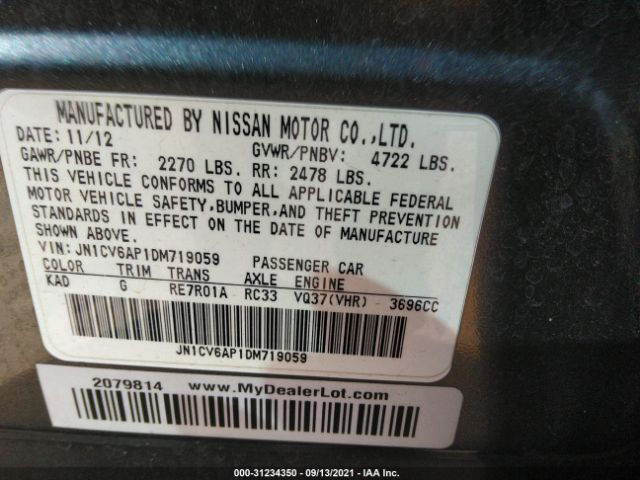 MANUFACTURED BY NISSAN MOTOR CO.,LTD.
DATE: 11/12 GVWR/PNBV: 4722 LBS.
GAWR/PNBE FR: 2270 LBS. RR: 2478 LBS.
THIS VEHICLE CONFORMS TO ALL APPLICABLE FEDERAL
MOTOR VEHICLE SAFETY,BUMPER,AND THEFT PREVENTION
STANDARDS IN EFFECT ON THE DATE OF MANUFACTURE
SHOWN ABOVE.
VIN: JN1CV6AP1DM719059 PASSENGER CAR
COLOR TRIM TRANS AXLE ENGINE
KAD G RE7R01A RC33 VQ37(VHR) - 3696CC
JN1CV6AP1DM719059
2079814 www.MyDealerLot.com
000-31234350 - 09/13/2021 - IAA Inc.